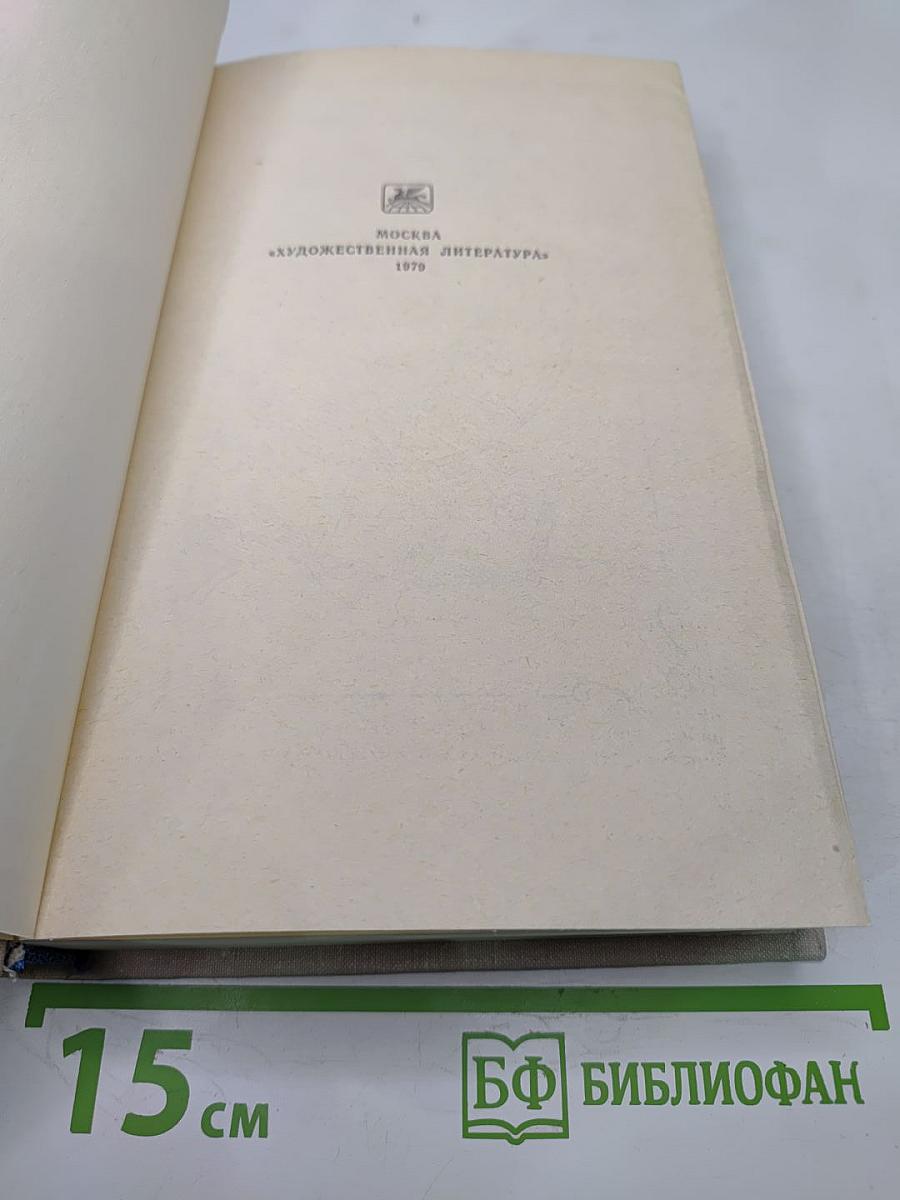 МОСКВА
«ХУДОЖЕСТВЕННАЯ ЛИТЕРАТУРА»
1979
15 см
БФ БИБЛИОФАН